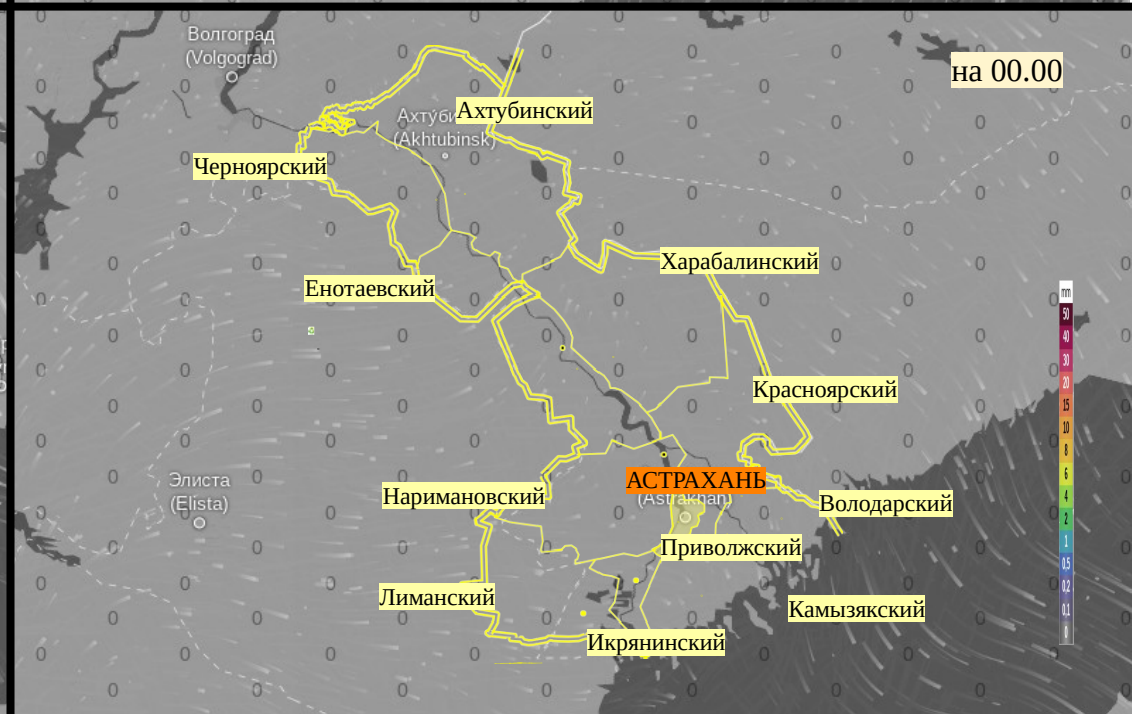 Волгоград
(Volgograd)
на 00.00
Ахтубинский
(Akhtubinsk)
Черноярский
Харабалинский
Енотаевский
mm
50
40
30
20
15
10
8
6
4
2
1
0,5
0,2
0,1
0
Красноярский
Элиста
(Elista)
АСТРАХАНЬ
(Astrakhan)
Наримановский
Володарский
Приволжский
Лиманский
Камызякский
Икрянинский